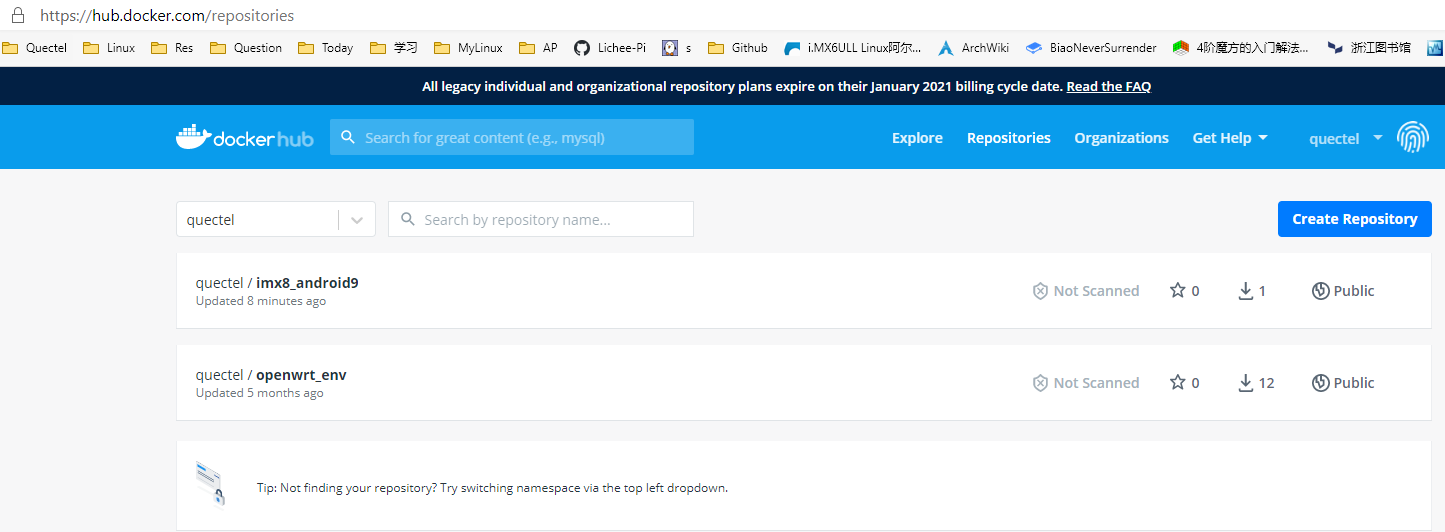 https://hub.docker.com/repositories
Quectel Linux Res Question Today 学习 MyLinux AP Lichee-Pi s Github i.MX6ULL Linux阿尔... ArchWiki BiaoNeverSurrender 4阶魔方的入门解法... 浙江图书馆
All legacy individual and organizational repository plans expire on their January 2021 billing cycle date. Read the FAQ
dockerhub Search for great content (e.g., mysql) Explore Repositories Organizations Get Help quectel
quectel Search by repository name... Create Repository
quectel / imx8_android9
Updated 8 minutes ago
Not Scanned 0 1 Public
quectel / openwrt_env
Updated 5 months ago
Not Scanned 0 12 Public
Tip: Not finding your repository? Try switching namespace via the top left dropdown.